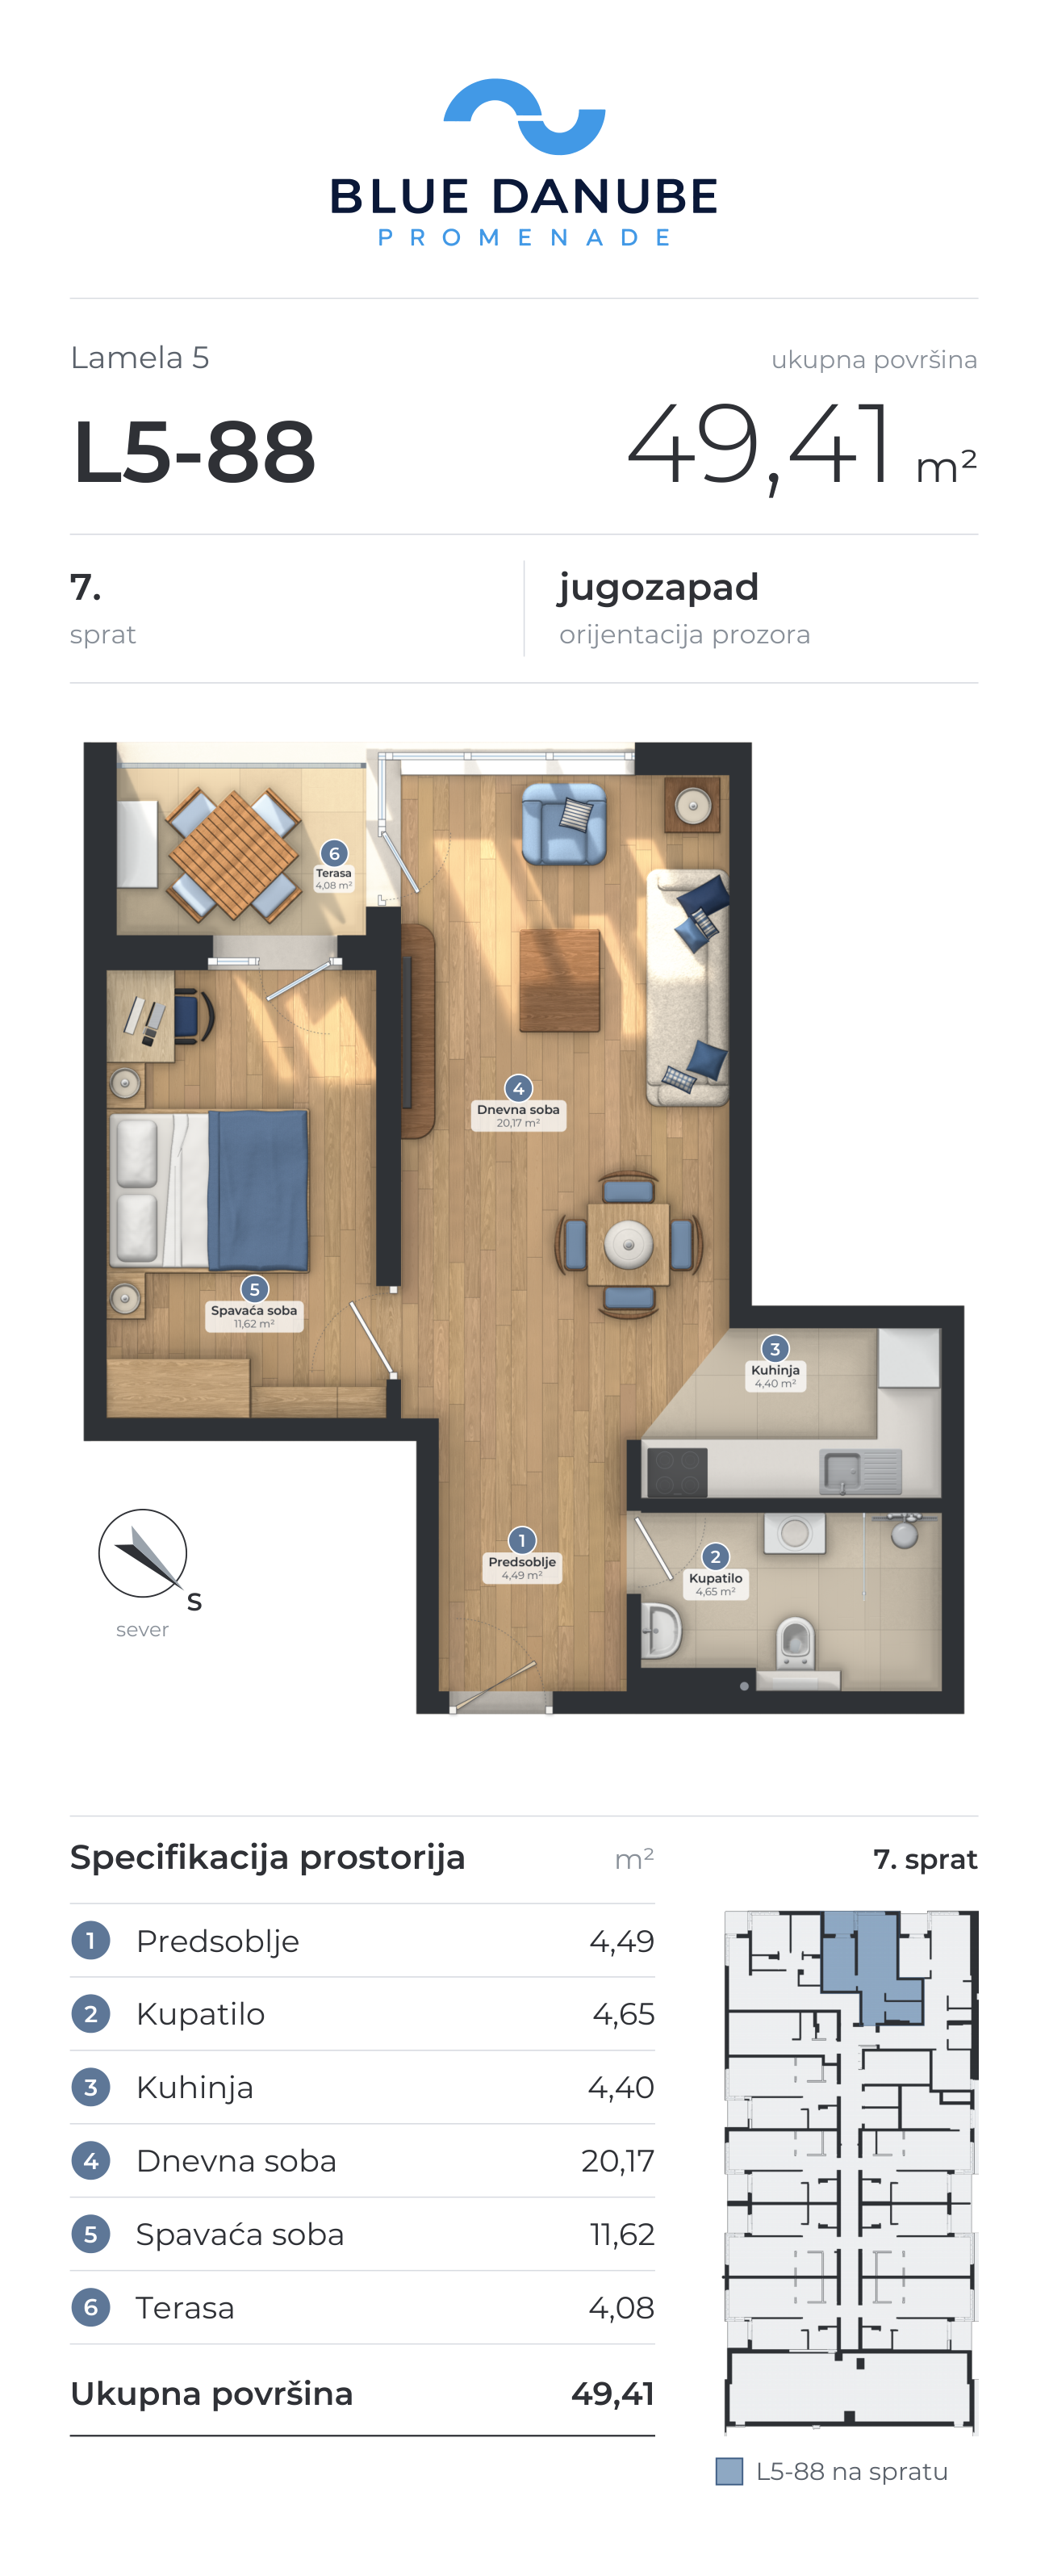 BLUE DANUBE
PROMENADE
Lamela 5
ukupna površina
L5-88
49,41 m²
7.
sprat
jugozapad
orijentacija prozora
6
Terasa
4,08 m²
4
Dnevna soba
20,17 m²
5
Spavaća soba
11,62 m²
3
Kuhinja
4,40 m²
1
Predsoblje
4,49 m²
2
Kupatilo
4,65 m²
S
sever
Specifikacija prostorija m²
7. sprat
1 Predsoblje 4,49
2 Kupatilo 4,65
3 Kuhinja 4,40
4 Dnevna soba 20,17
5 Spavaća soba 11,62
6 Terasa 4,08
Ukupna površina 49,41
L5-88 na spratu